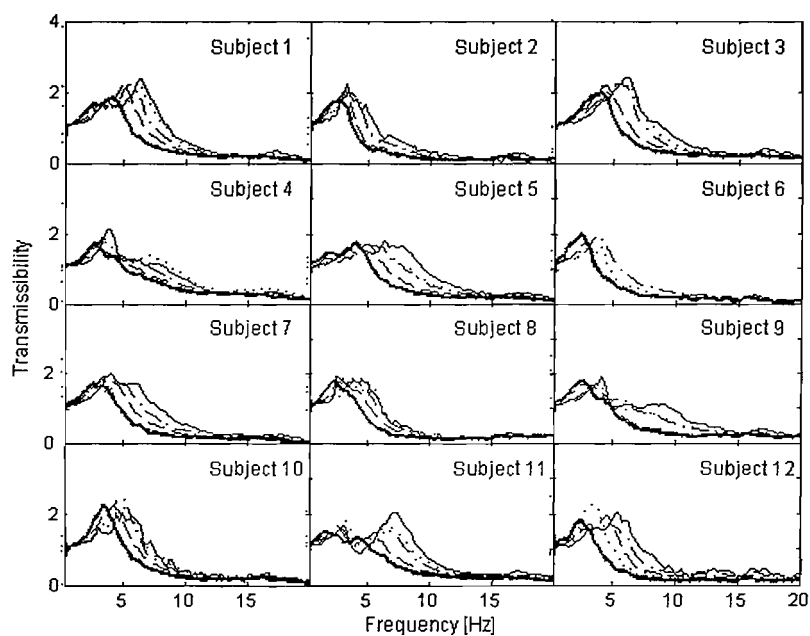 4
Subject 1
Subject 2
Subject 3
2
0
Subject 4
Subject 5
Subject 6
2
0
Subject 7
Subject 8
Subject 9
2
0
Subject 10
Subject 11
Subject 12
2
0
5
10
15
5
10
15
5
10
15
20
Transmissibility
Frequency [Hz]